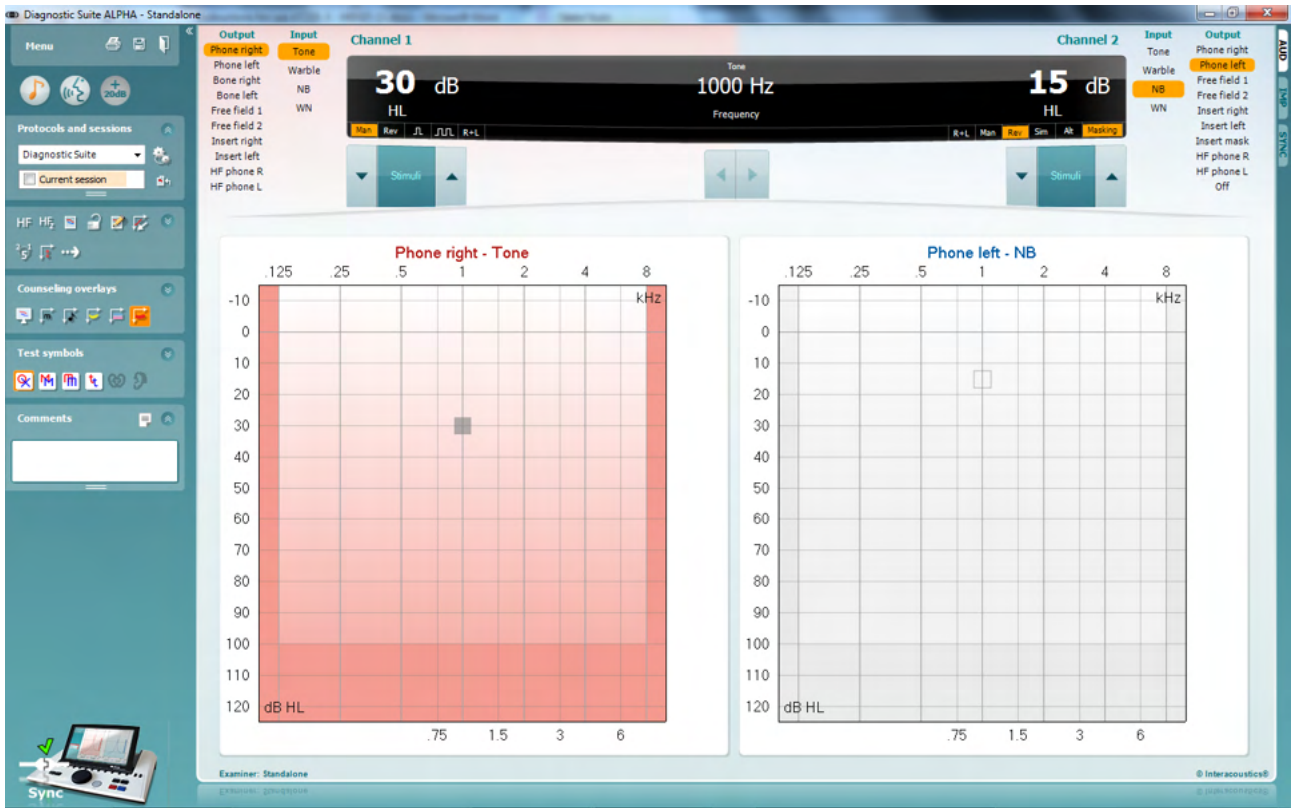 Diagnostic Suite ALPHA - Standalone
Menu
+
20dB
Protocols and sessions
Diagnostic Suite
Current session
HF HF2
Counseling overlays
Test symbols
Comments
Sync
Output
Phone right
Phone left
Bone right
Bone left
Free field 1
Free field 2
Insert right
Insert left
HF phone R
HF phone L
Input
Tone
Warble
NB
WN
Channel 1
Channel 2
30 dB
HL
Man Rev R+L
Tone
1000 Hz
Frequency
15 dB
HL
R+L Man Rev Sim Alt Masking
Stimuli
Stimuli
Input
Tone
Warble
NB
WN
Output
Phone right
Phone left
Free field 1
Free field 2
Insert right
Insert left
Insert mask
HF phone R
HF phone L
Off
AUD
IMP
SYNC
Phone right - Tone
.125 .25 .5 1 2 4 8
kHz
-10
0
10
20
30
40
50
60
70
80
90
100
110
120 dB HL
.75 1.5 3 6
Phone left - NB
.125 .25 .5 1 2 4 8
kHz
-10
0
10
20
30
40
50
60
70
80
90
100
110
120 dB HL
.75 1.5 3 6
Examiner: Standalone
© Interacoustics®